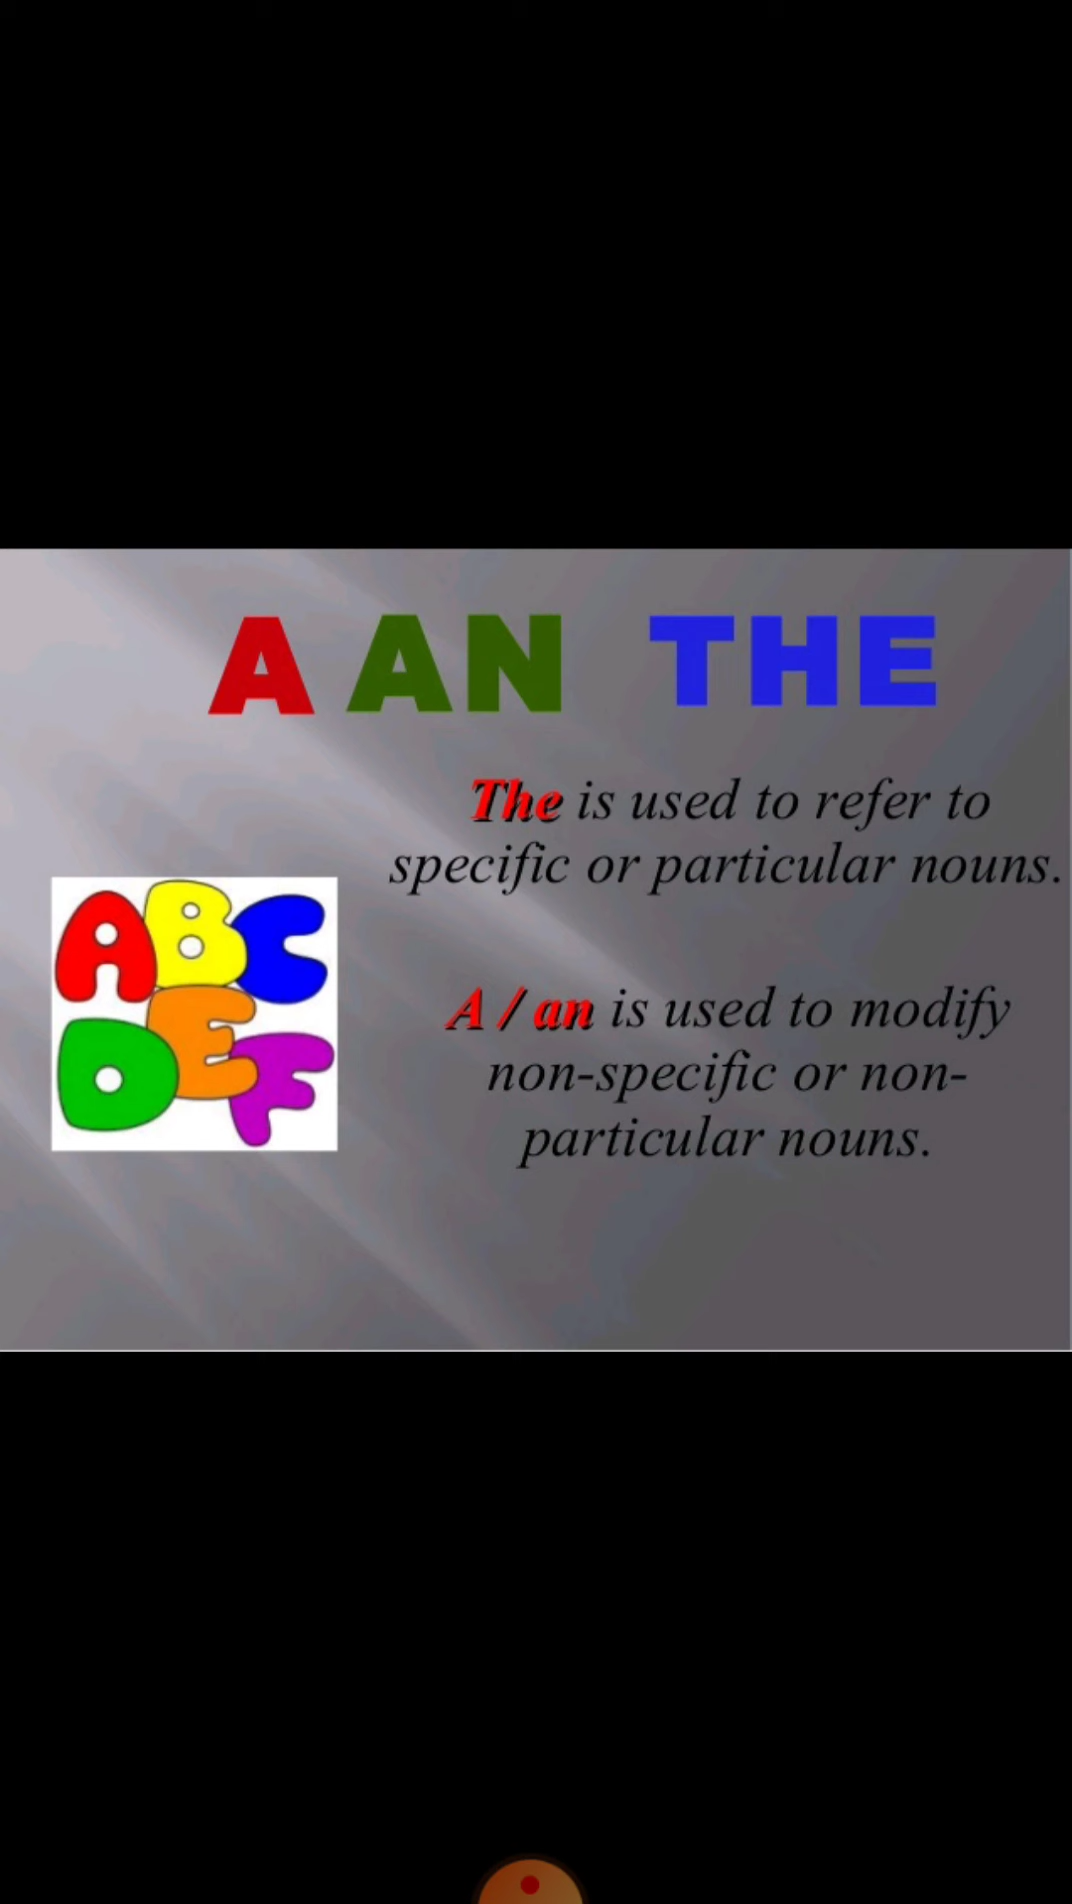 A AN THE
The is used to refer to
specific or particular nouns.
ABC
DEF
A / an is used to modify
non-specific or non-
particular nouns.